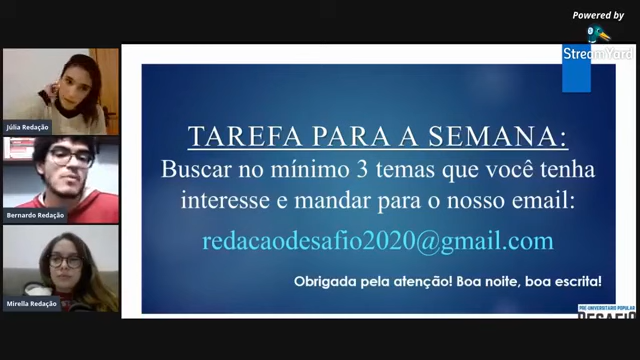 Powered by
StreamYard
Júlia Redação
Bernardo Redação
Mirella Redação
TAREFA PARA A SEMANA:
Buscar no mínimo 3 temas que você tenha
interesse e mandar para o nosso email:
redacaodesafio2020@gmail.com
Obrigada pela atenção! Boa noite, boa escrita!
PRÉ-UNIVERSITÁRIO POPULAR
DESAFIO